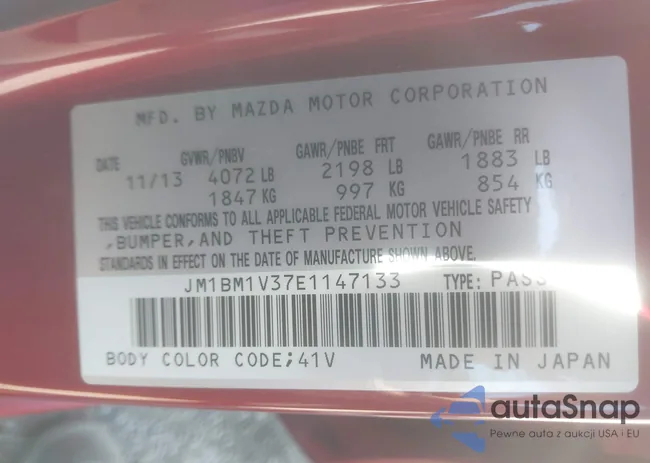 MFD. BY MAZDA MOTOR CORPORATION
DATE GVWR/PNBV GAWR/PNBE FRT GAWR/PNBE RR
11/13 4072 LB 2198 LB 1883 LB
1847 KG 997 KG 854 KG
THIS VEHICLE CONFORMS TO ALL APPLICABLE FEDERAL MOTOR VEHICLE SAFETY
,BUMPER,AND THEFT PREVENTION
STANDARDS IN EFFECT ON THE DATE OF MANUFACTURE SHOWN ABOVE.
JM1BM1V37E1147133 TYPE: PASS
BODY COLOR CODE;41V MADE IN JAPAN
autaSnap
Pewne auta z aukcji USA i EU